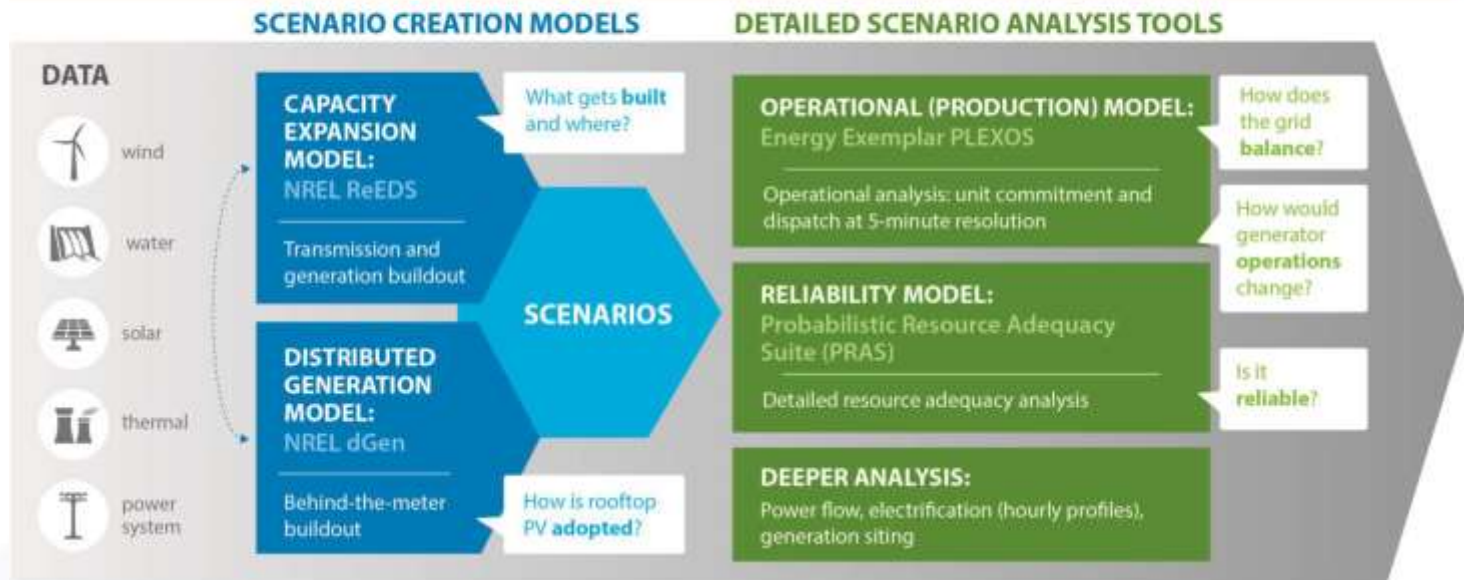 SCENARIO CREATION MODELS
DETAILED SCENARIO ANALYSIS TOOLS
DATA
wind
water
solar
thermal
power
system
CAPACITY
EXPANSION
MODEL:
NREL ReEDS
Transmission and
generation buildout
What gets built
and where?
DISTRIBUTED
GENERATION
MODEL:
NREL dGen
Behind-the-meter
buildout
How is rooftop
PV adopted?
SCENARIOS
OPERATIONAL (PRODUCTION) MODEL:
Energy Exemplar PLEXOS
Operational analysis: unit commitment and
dispatch at 5-minute resolution
How does
the grid
balance?
How would
generator
operations
change?
RELIABILITY MODEL:
Probabilistic Resource Adequacy
Suite (PRAS)
Detailed resource adequacy analysis
Is it
reliable?
DEEPER ANALYSIS:
Power flow, electrification (hourly profiles),
generation siting